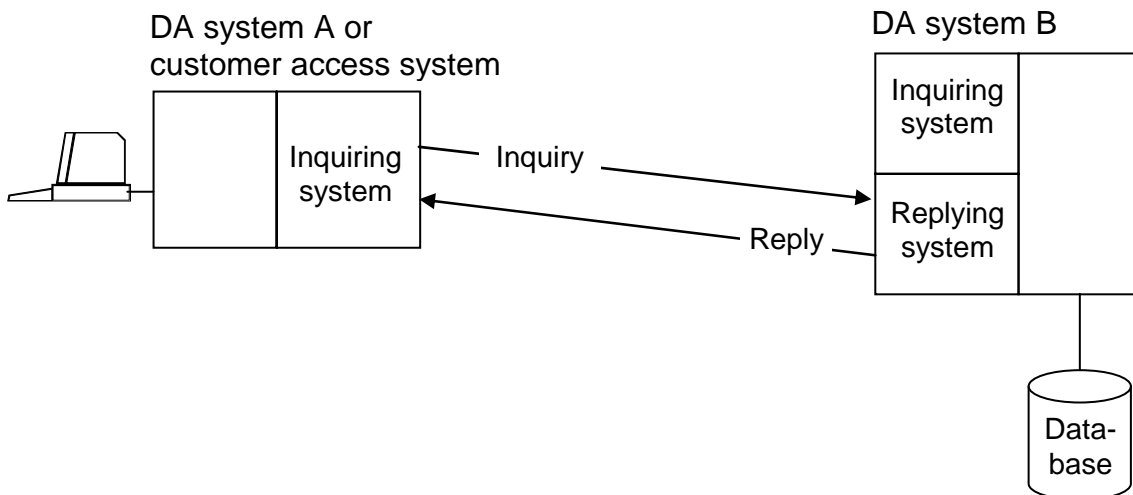 DA system A or
customer access system
DA system B
Inquiring
system
Inquiry
Reply
Inquiring
system
Replying
system
Data-
base